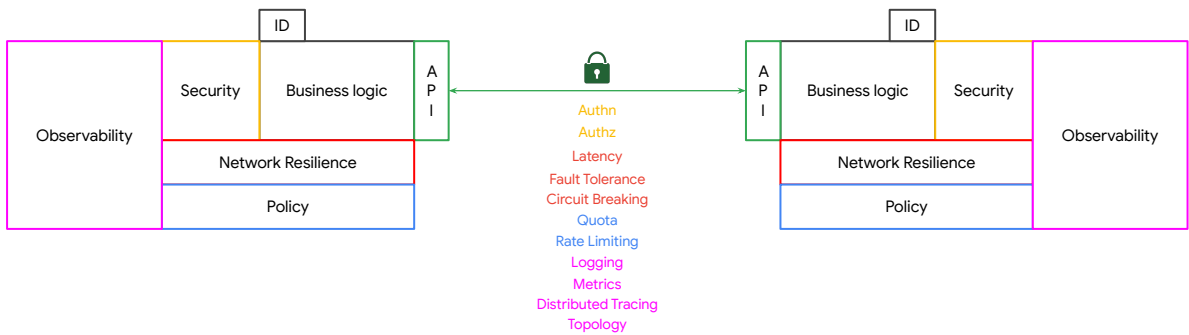 ID
Observability
Security
Business logic
A
P
I
Network Resilience
Policy
Authn
Authz
Latency
Fault Tolerance
Circuit Breaking
Quota
Rate Limiting
Logging
Metrics
Distributed Tracing
Topology
ID
A
P
I
Business logic
Security
Observability
Network Resilience
Policy